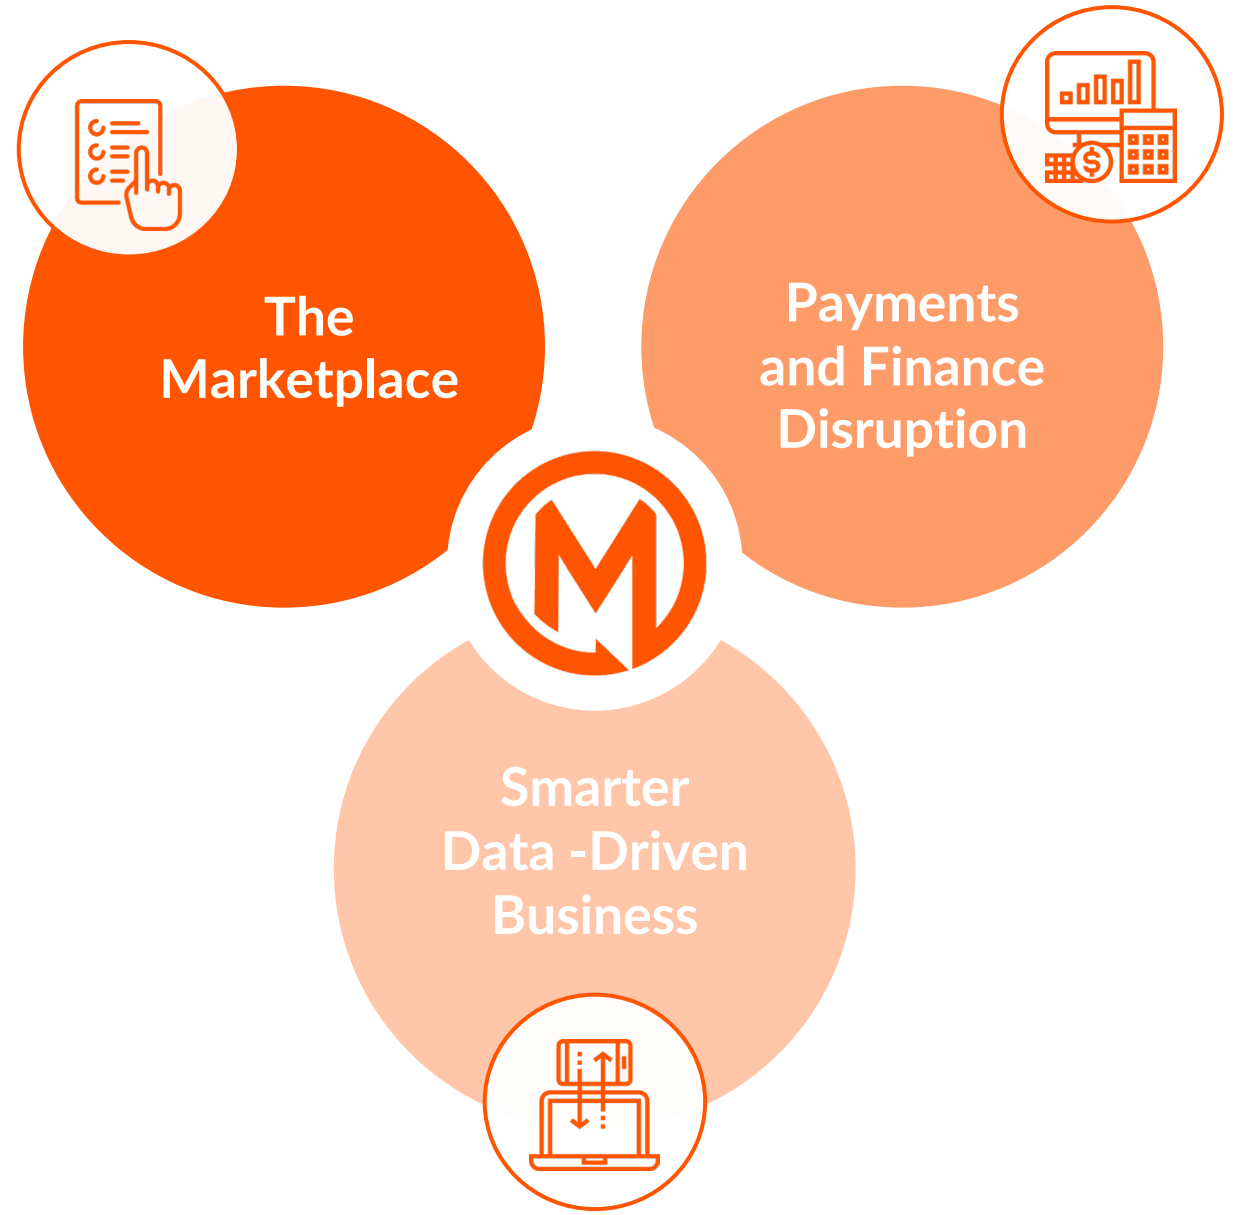 The
Marketplace
Payments
and Finance
Disruption
$
M
Smarter
Data -Driven
Business